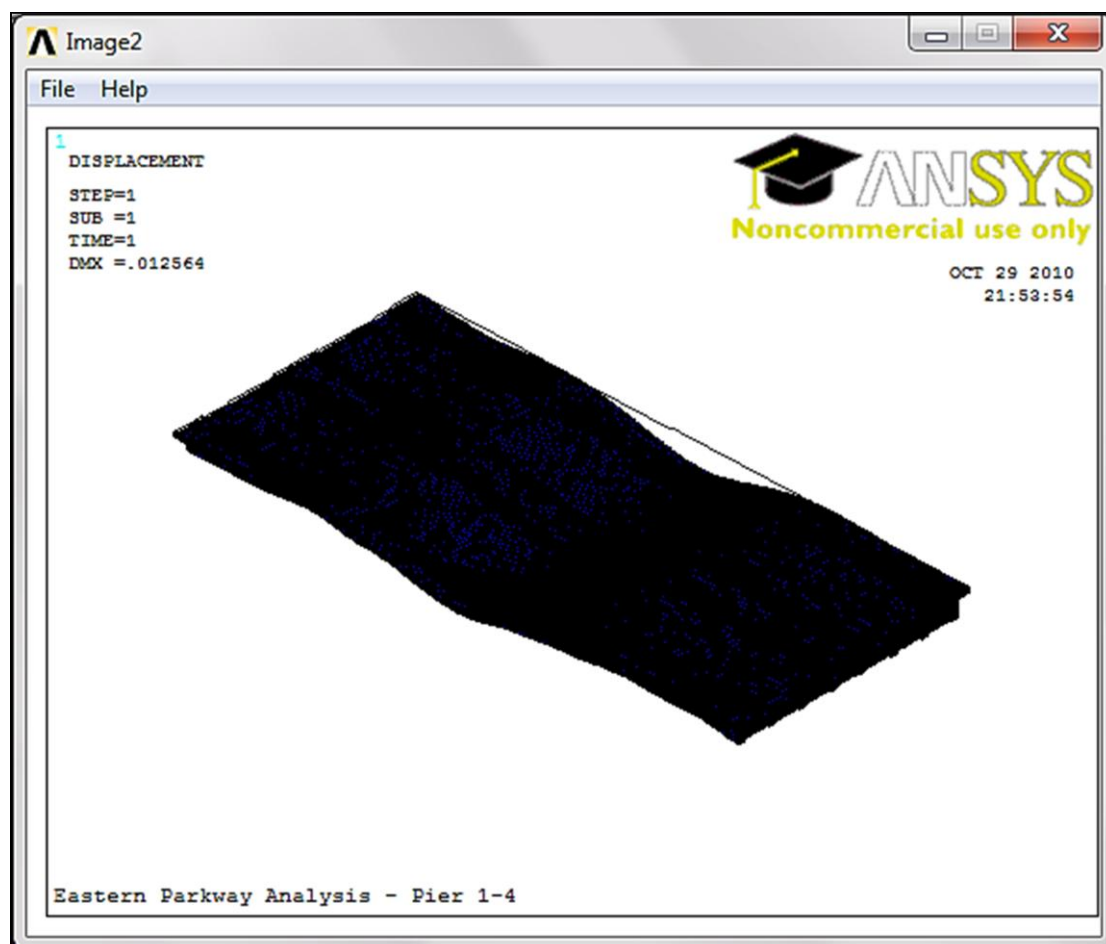 Image2
File Help
1
DISPLACEMENT
STEP=1
SUB =1
TIME=1
DMX =.012564
ANSYS
Noncommercial use only
OCT 29 2010
21:53:54
Eastern Parkway Analysis - Pier 1-4